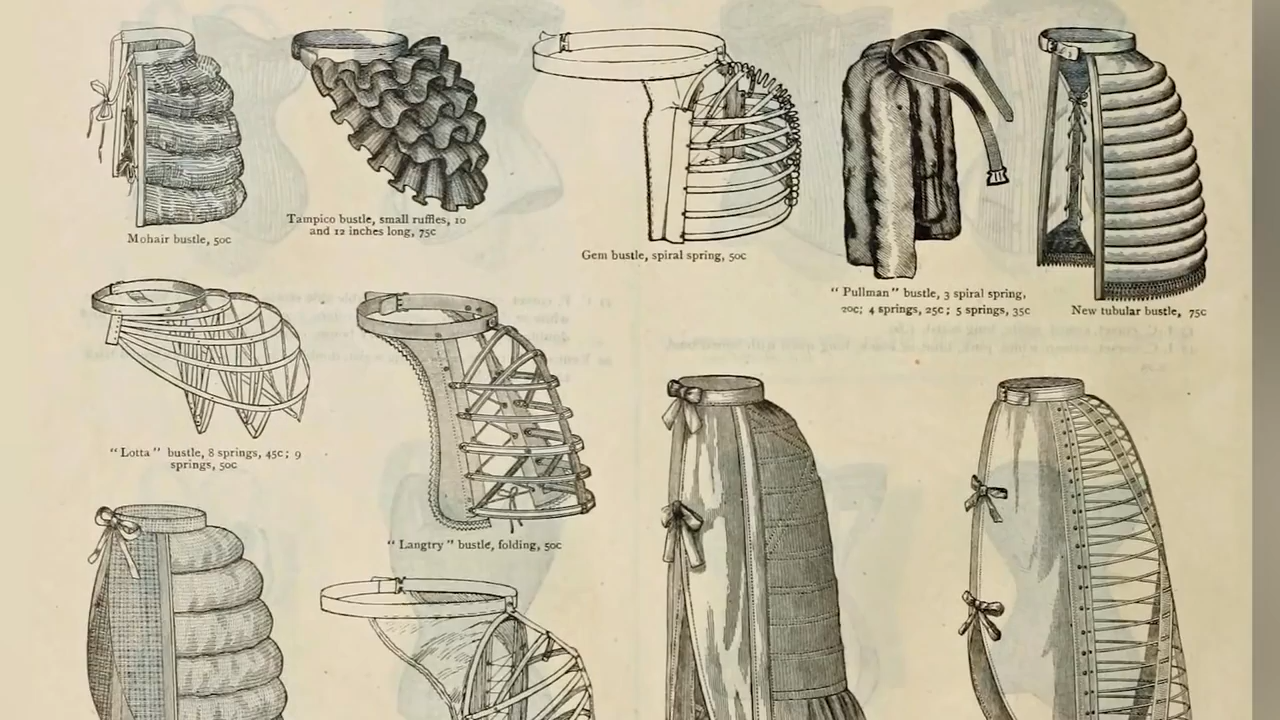 Mohair bustle, 50c
Tampico bustle, small ruffles, 10
and 12 inches long, 75c
Gem bustle, spiral spring, 50c
"Pullman" bustle, 3 spiral spring,
20c; 4 springs, 25c; 5 springs, 35c
New tubular bustle, 75c
"Lotta" bustle, 8 springs, 45c; 9
springs, 50c
"Langtry" bustle, folding, 50c